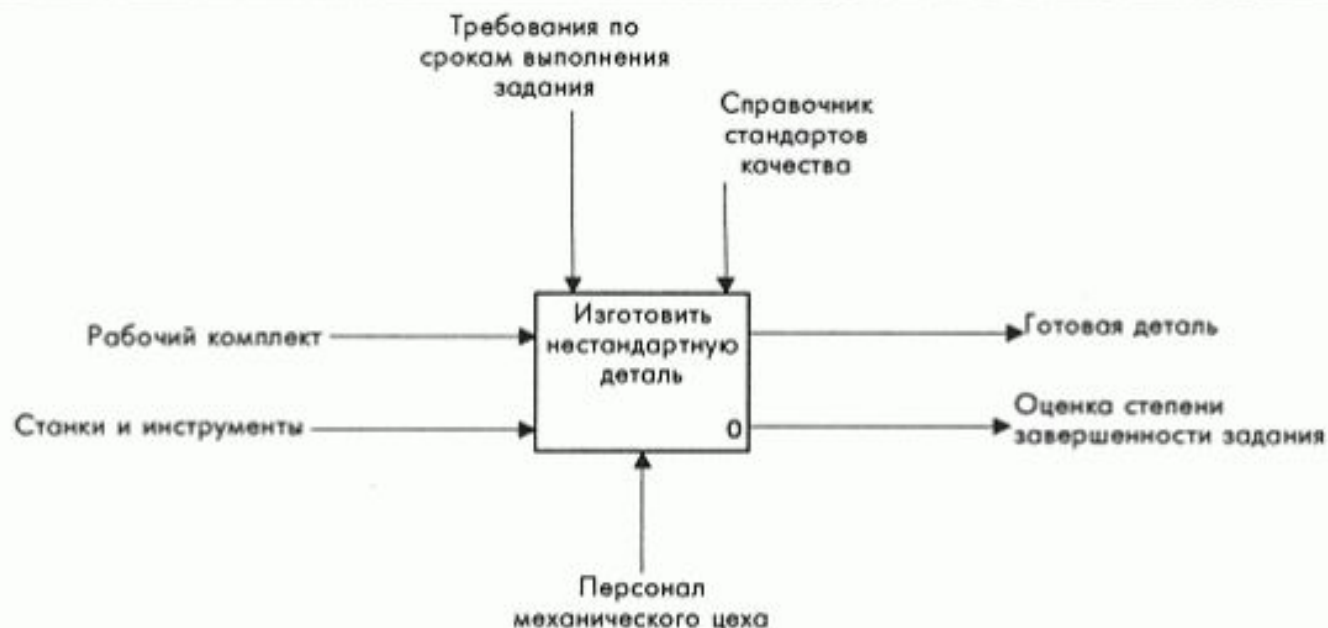 Требования по
срокам выполнения
задания
Справочник
стандартов
качества
Рабочий комплект
Изготовить
нестандартную
деталь
0
Готовая деталь
Станки и инструменты
Оценка степени
завершенности задания
Персонал
механического цеха